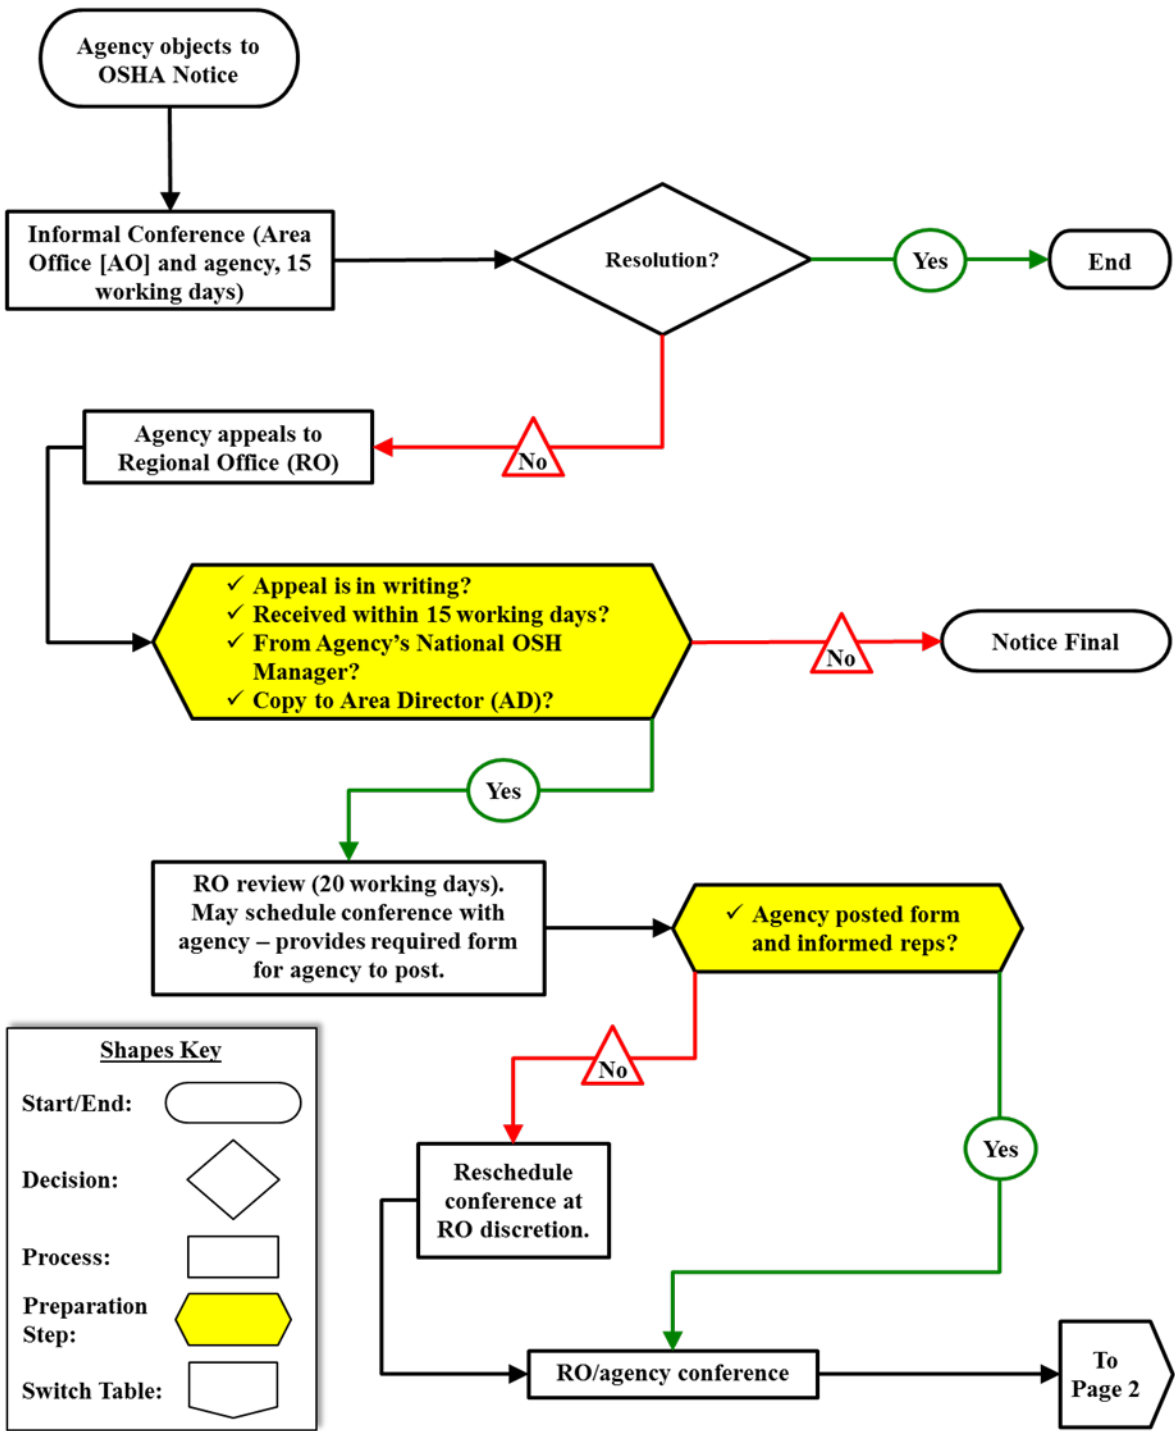 Agency objects to
OSHA Notice
Informal Conference (Area
Office [AO] and agency, 15
working days)
Resolution?
Yes
End
No
Agency appeals to
Regional Office (RO)
✓ Appeal is in writing?
✓ Received within 15 working days?
✓ From Agency’s National OSH
Manager?
✓ Copy to Area Director (AD)?
No
Notice Final
Yes
RO review (20 working days).
May schedule conference with
agency – provides required form
for agency to post.
✓ Agency posted form
and informed reps?
No
Yes
Reschedule
conference at
RO discretion.
RO/agency conference
To
Page 2
Shapes Key
Start/End:
Decision:
Process:
Preparation
Step:
Switch Table: